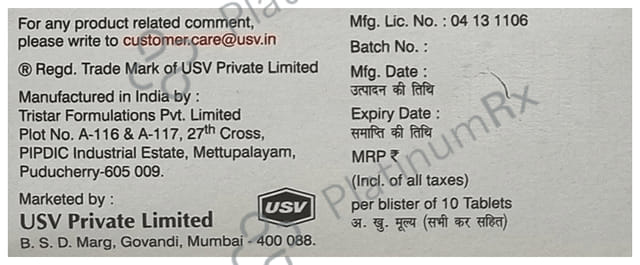 For any product related comment,
please write to customer.care@usv.in
® Regd. Trade Mark of USV Private Limited
Manufactured in India by :
Tristar Formulations Pvt. Limited
Plot No. A-116 & A-117, 27th Cross,
PIPDIC Industrial Estate, Mettupalayam,
Puducherry-605 009.
Marketed by :
USV Private Limited
B. S. D. Marg, Govandi, Mumbai - 400 088.
USV
Mfg. Lic. No. : 04 13 1106
Batch No. :
Mfg. Date :
उत्पादन की तिथि
Expiry Date :
समाप्ति की तिथि
MRP ₹
(Incl. of all taxes)
per blister of 10 Tablets
अ. खु. मूल्य (सभी कर सहित)
PlatinumRx